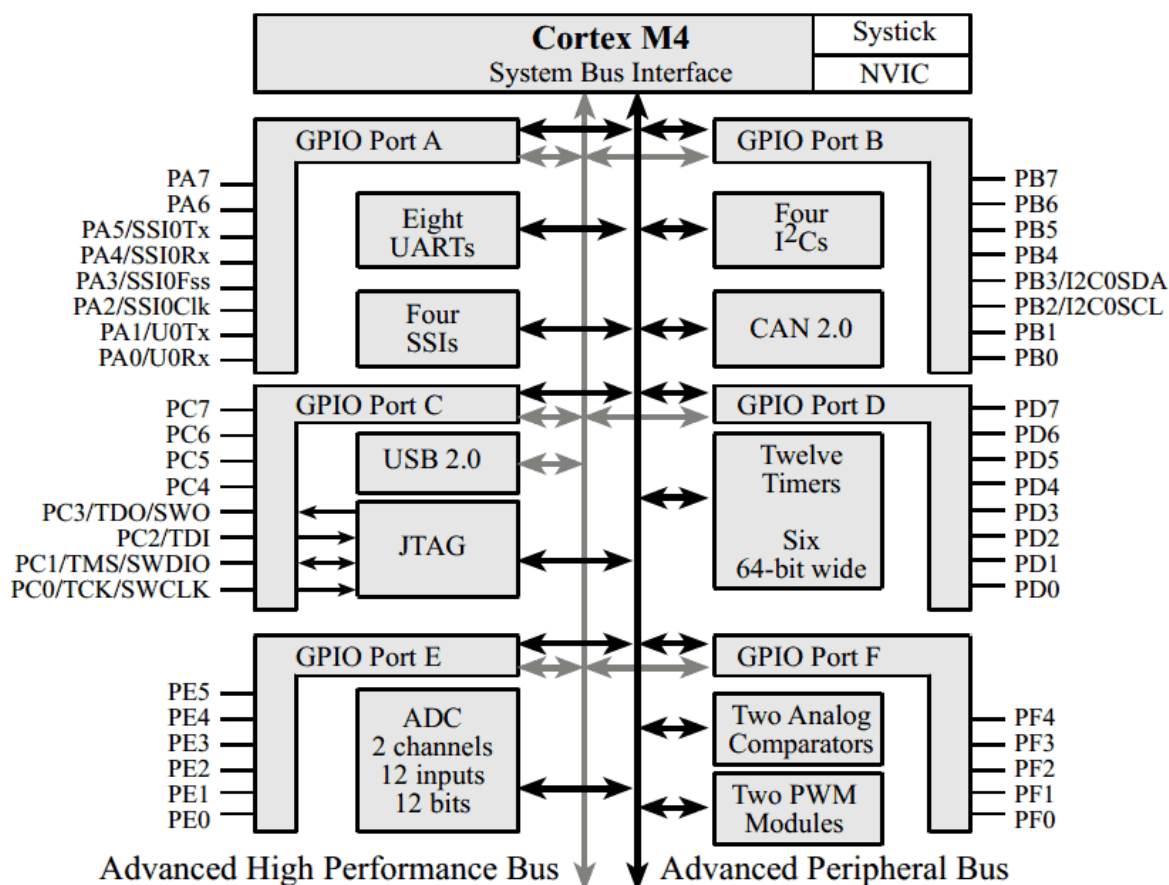 Cortex M4
System Bus Interface
Systick
NVIC
GPIO Port A
PA7
PA6
PA5/SSI0Tx
PA4/SSI0Rx
PA3/SSI0Fss
PA2/SSI0Clk
PA1/U0Tx
PA0/U0Rx
Eight
UARTs
Four
SSIs
GPIO Port B
Four
I²Cs
CAN 2.0
PB7
PB6
PB5
PB4
PB3/I2C0SDA
PB2/I2C0SCL
PB1
PB0
GPIO Port C
PC7
PC6
PC5
PC4
PC3/TDO/SWO
PC2/TDI
PC1/TMS/SWDIO
PC0/TCK/SWCLK
USB 2.0
JTAG
GPIO Port D
Twelve
Timers
Six
64-bit wide
PD7
PD6
PD5
PD4
PD3
PD2
PD1
PD0
GPIO Port E
PE5
PE4
PE3
PE2
PE1
PE0
ADC
2 channels
12 inputs
12 bits
GPIO Port F
Two Analog
Comparators
Two PWM
Modules
PF4
PF3
PF2
PF1
PF0
Advanced High Performance Bus
Advanced Peripheral Bus